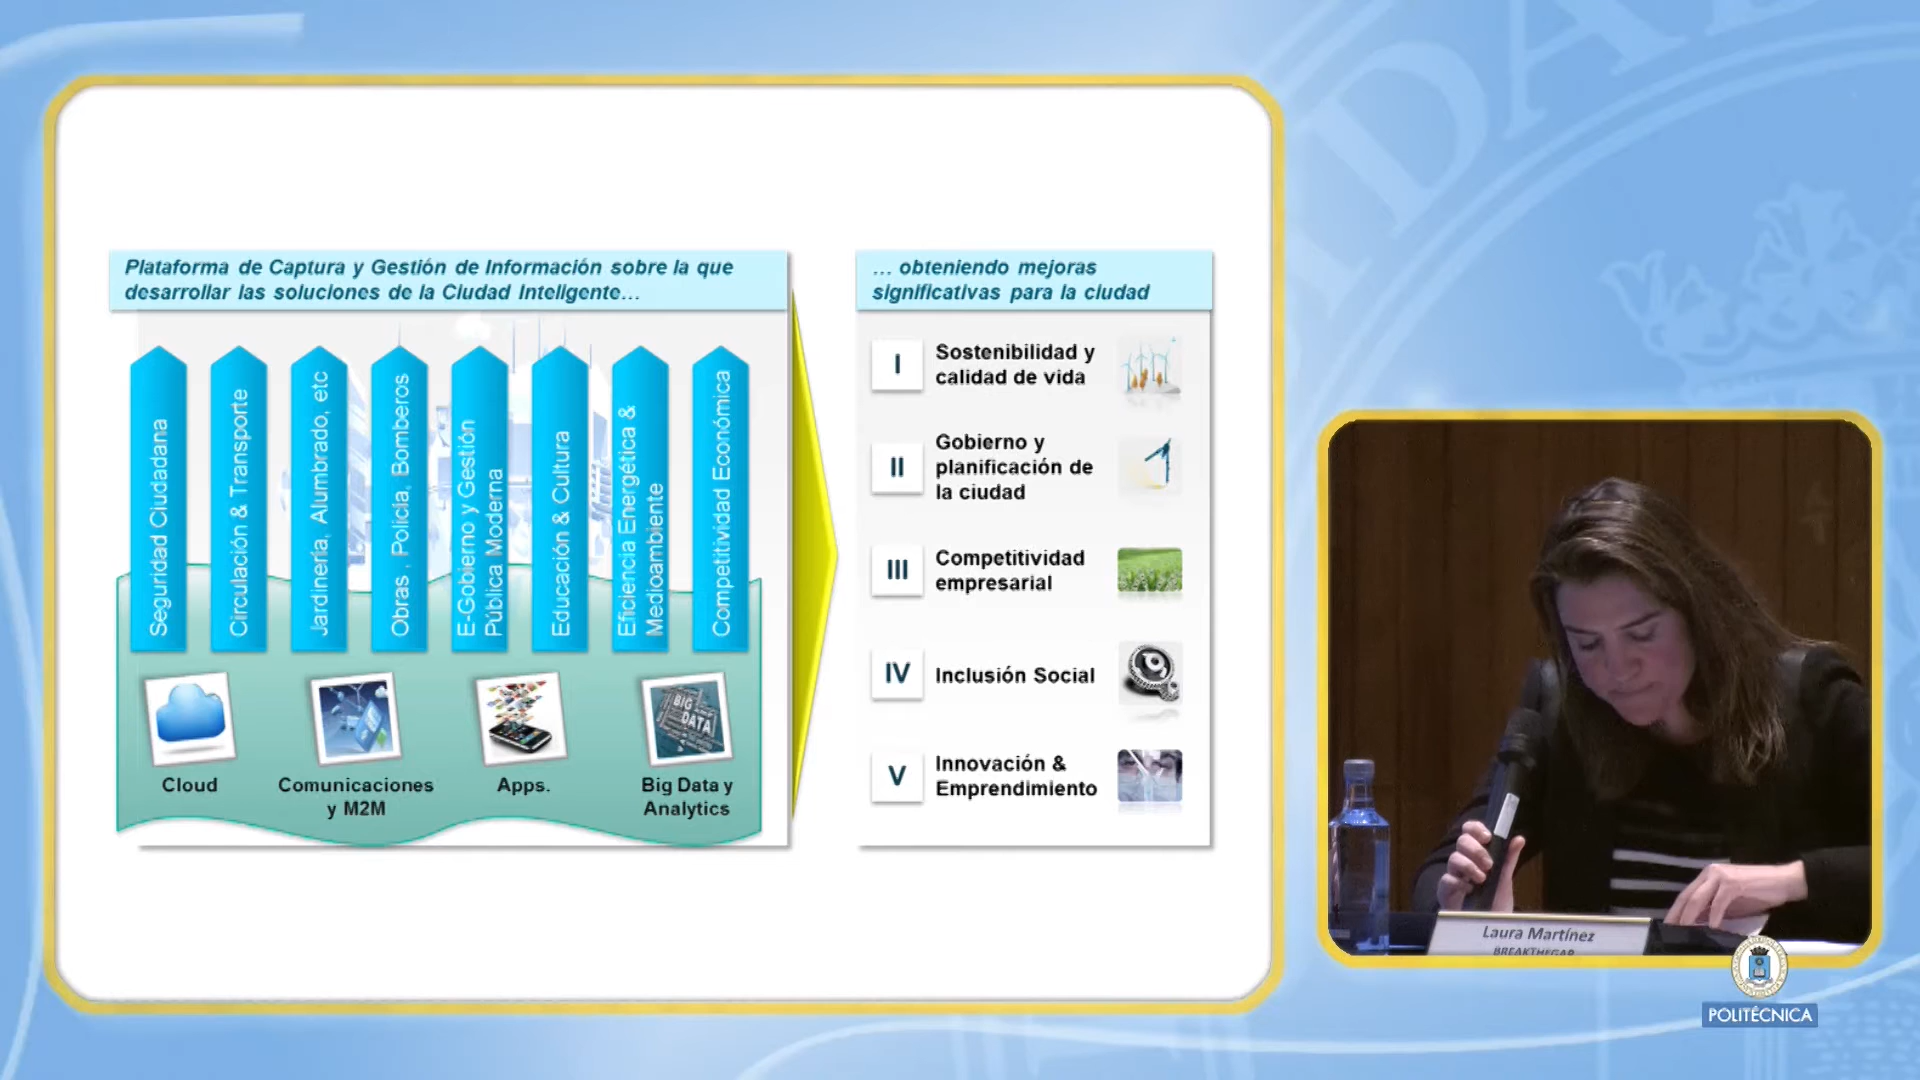 Plataforma de Captura y Gestión de Información sobre la que
desarrollar las soluciones de la Ciudad Inteligente...
Seguridad Ciudadana
Circulación & Transporte
Jardinería, Alumbrado, etc
Obras , Policía, Bomberos
E-Gobierno y Gestión
Pública Moderna
Educación & Cultura
Eficiencia Energética &
Medioambiente
Competitividad Económica
Cloud
Comunicaciones
y M2M
Apps.
BIG
DATA
Big Data y
Analytics
... obteniendo mejoras
significativas para la ciudad
I
Sostenibilidad y
calidad de vida
II
Gobierno y
planificación de
la ciudad
III
Competitividad
empresarial
IV
Inclusión Social
V
Innovación &
Emprendimiento
Laura Martínez
BREAKTHEGAP
POLITÉCNICA